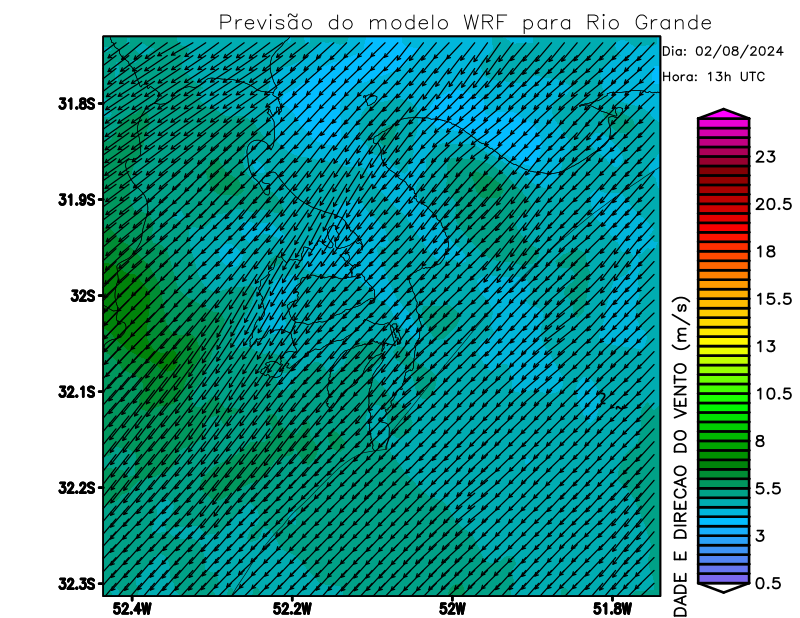 Previsão do modelo WRF para Rio Grande
Dia: 02/08/2024
Hora: 13h UTC
31.8S
31.9S
32S
32.1S
32.2S
32.3S
52.4W
52.2W
52W
51.8W
23
20.5
18
15.5
13
10.5
8
5.5
3
0.5
DADE E DIRECAO DO VENTO (m/s)